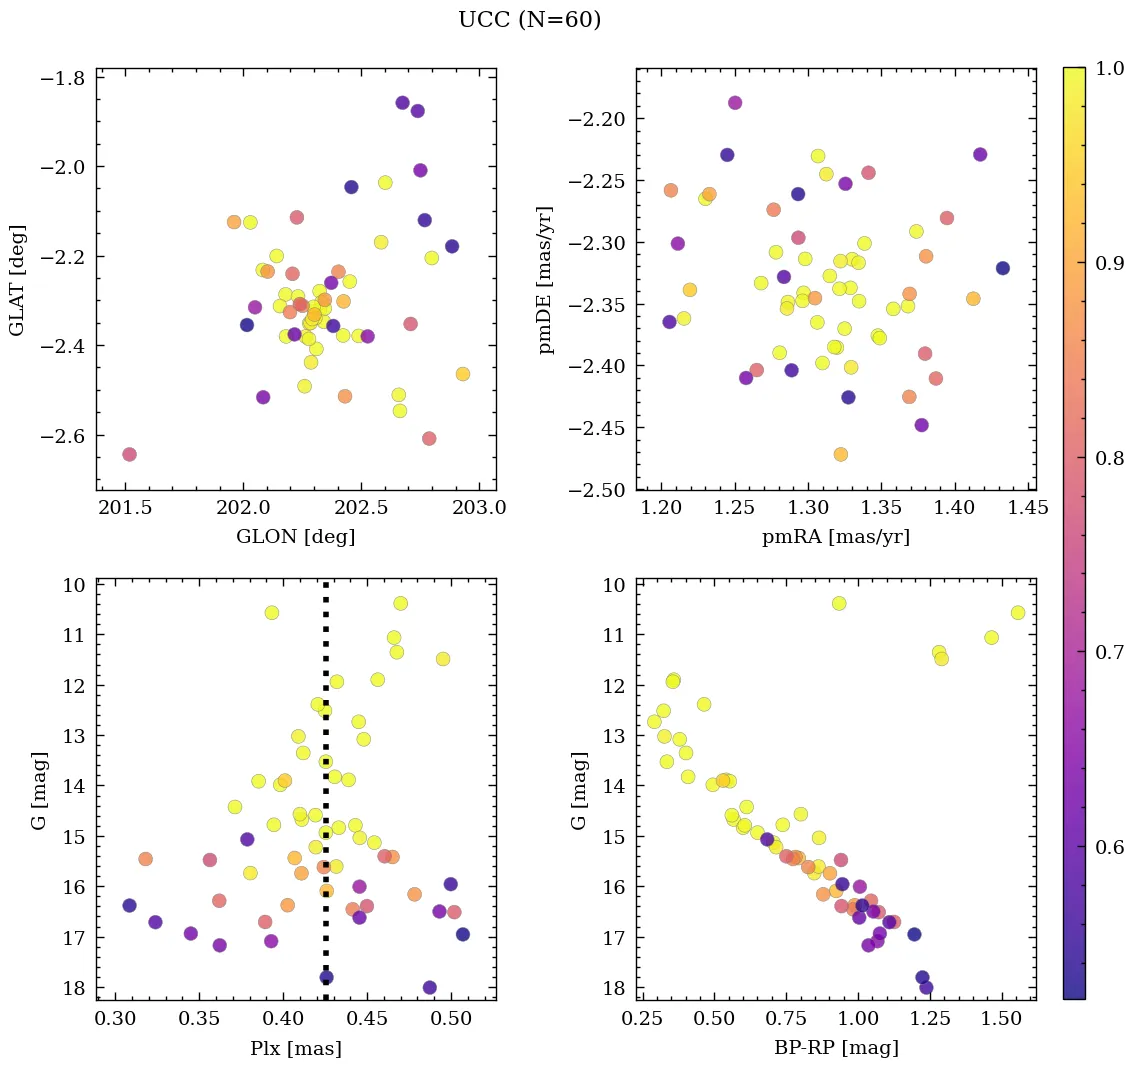 UCC (N=60)
−1.8
−2.0
−2.2
−2.4
−2.6
GLAT [deg]
201.5 202.0 202.5 203.0
GLON [deg]
−2.20
−2.25
−2.30
−2.35
−2.40
−2.45
−2.50
pmDE [mas/yr]
1.20 1.25 1.30 1.35 1.40 1.45
pmRA [mas/yr]
1.0
0.9
0.8
0.7
0.6
10
11
12
13
14
15
16
17
18
G [mag]
0.30 0.35 0.40 0.45 0.50
Plx [mas]
10
11
12
13
14
15
16
17
18
G [mag]
0.25 0.50 0.75 1.00 1.25 1.50
BP-RP [mag]